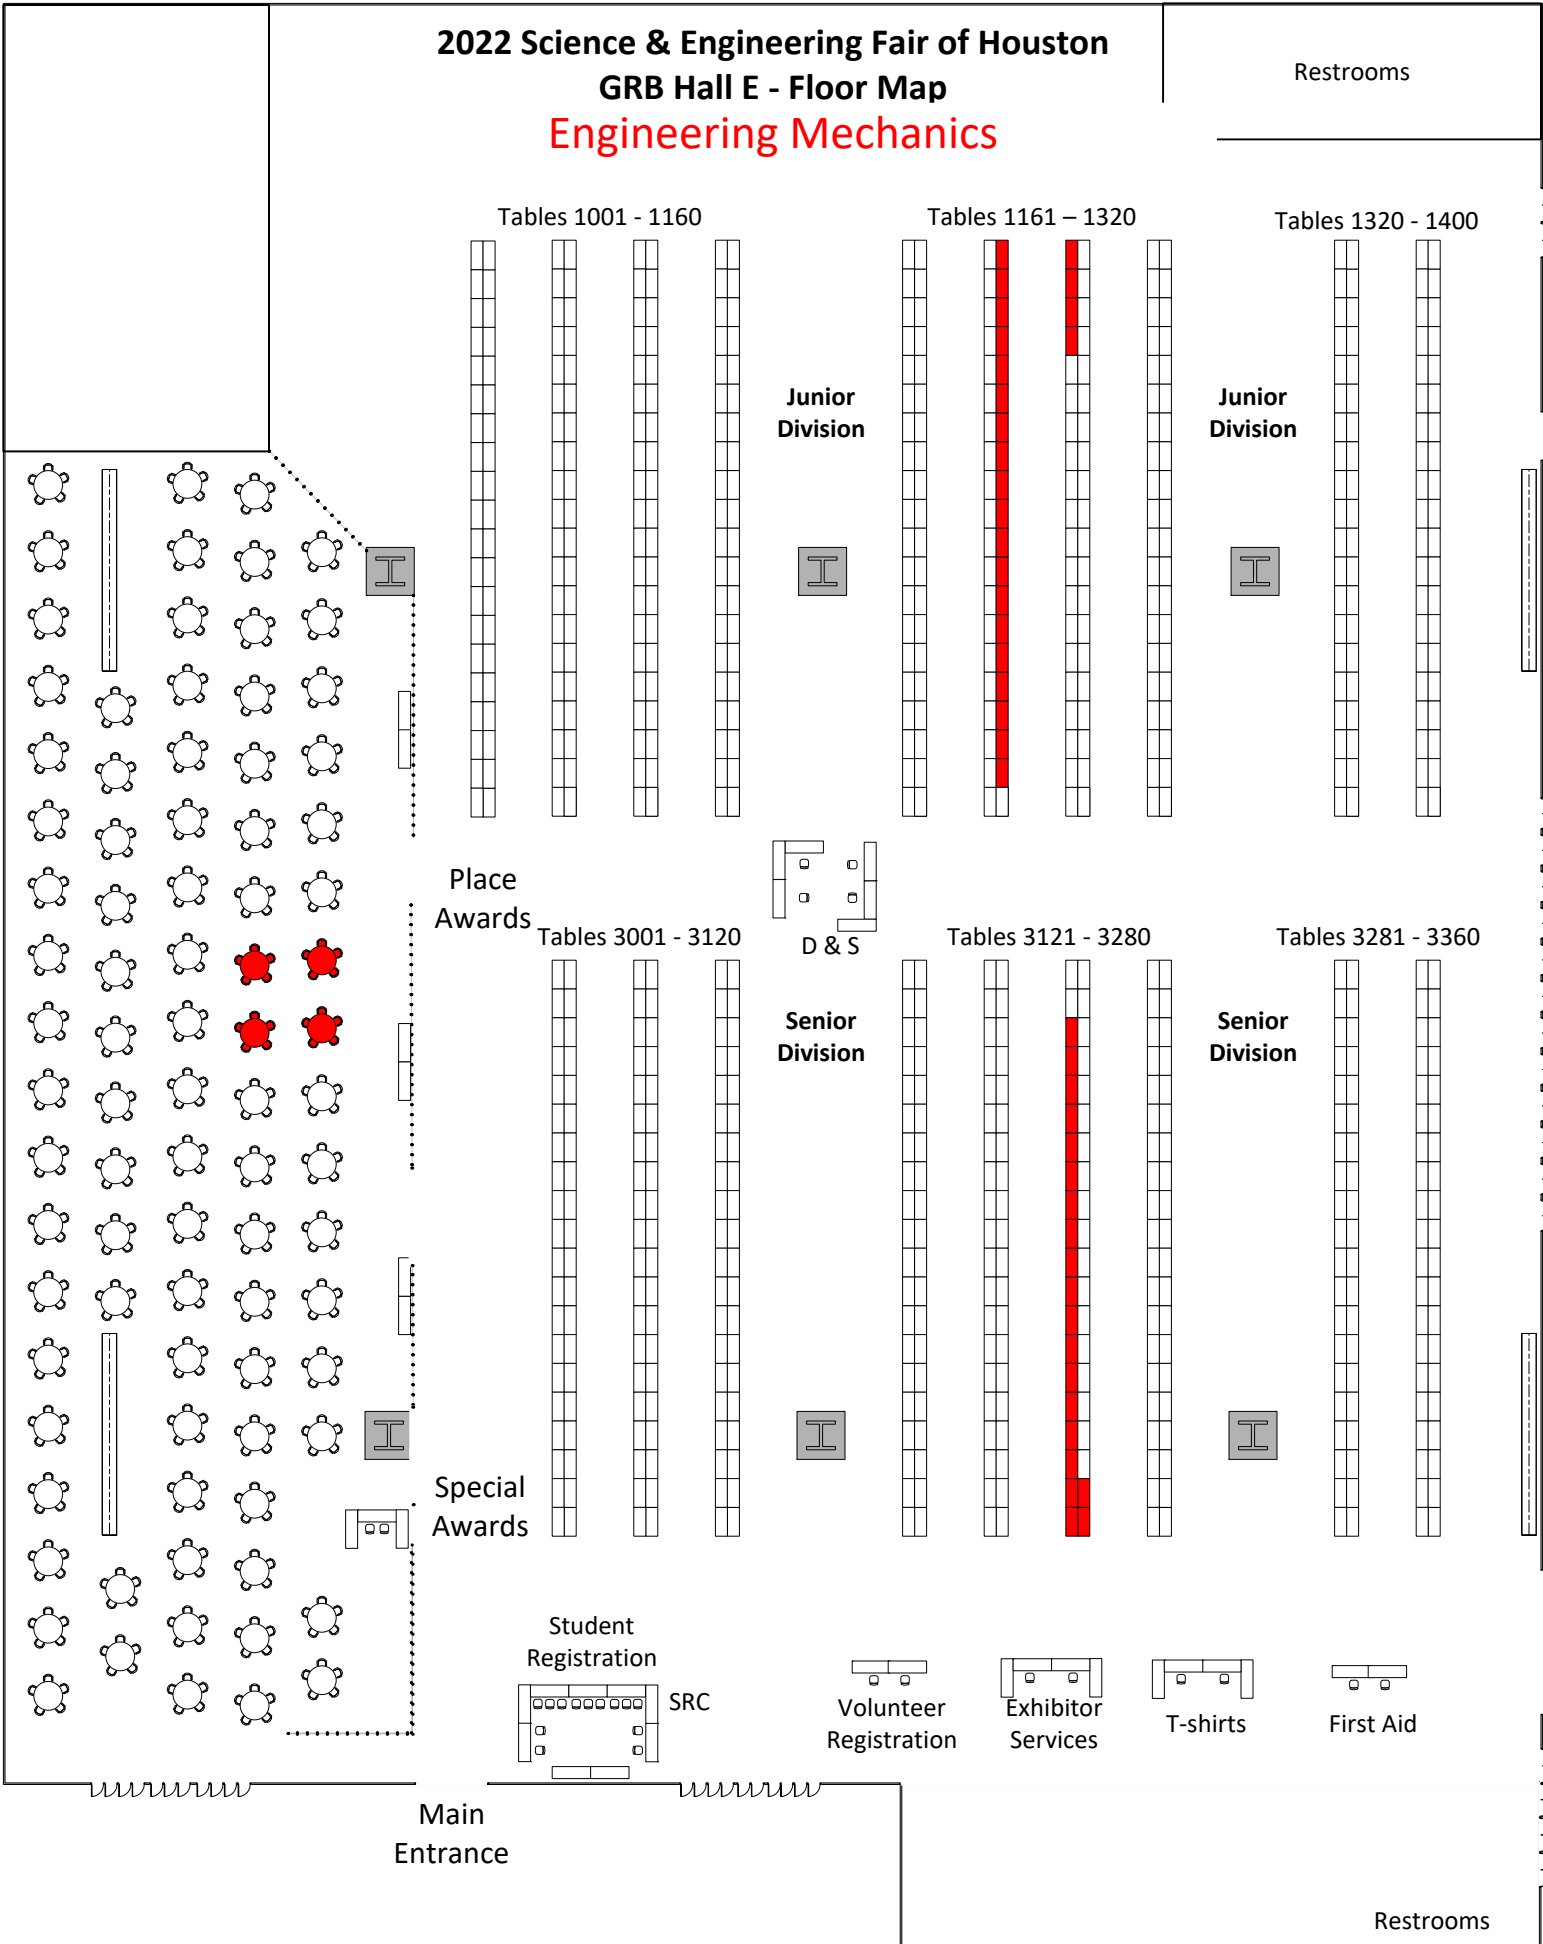 2022 Science & Engineering Fair of Houston
GRB Hall E - Floor Map
Engineering Mechanics
Restrooms
Tables 1001 - 1160
Tables 1161 – 1320
Tables 1320 - 1400
Junior
Division
Junior
Division
Place
Awards
D & S
Tables 3001 - 3120
Tables 3121 - 3280
Tables 3281 - 3360
Senior
Division
Senior
Division
Special
Awards
Student
Registration
SRC
Volunteer
Registration
Exhibitor
Services
T-shirts
First Aid
Main
Entrance
Restrooms